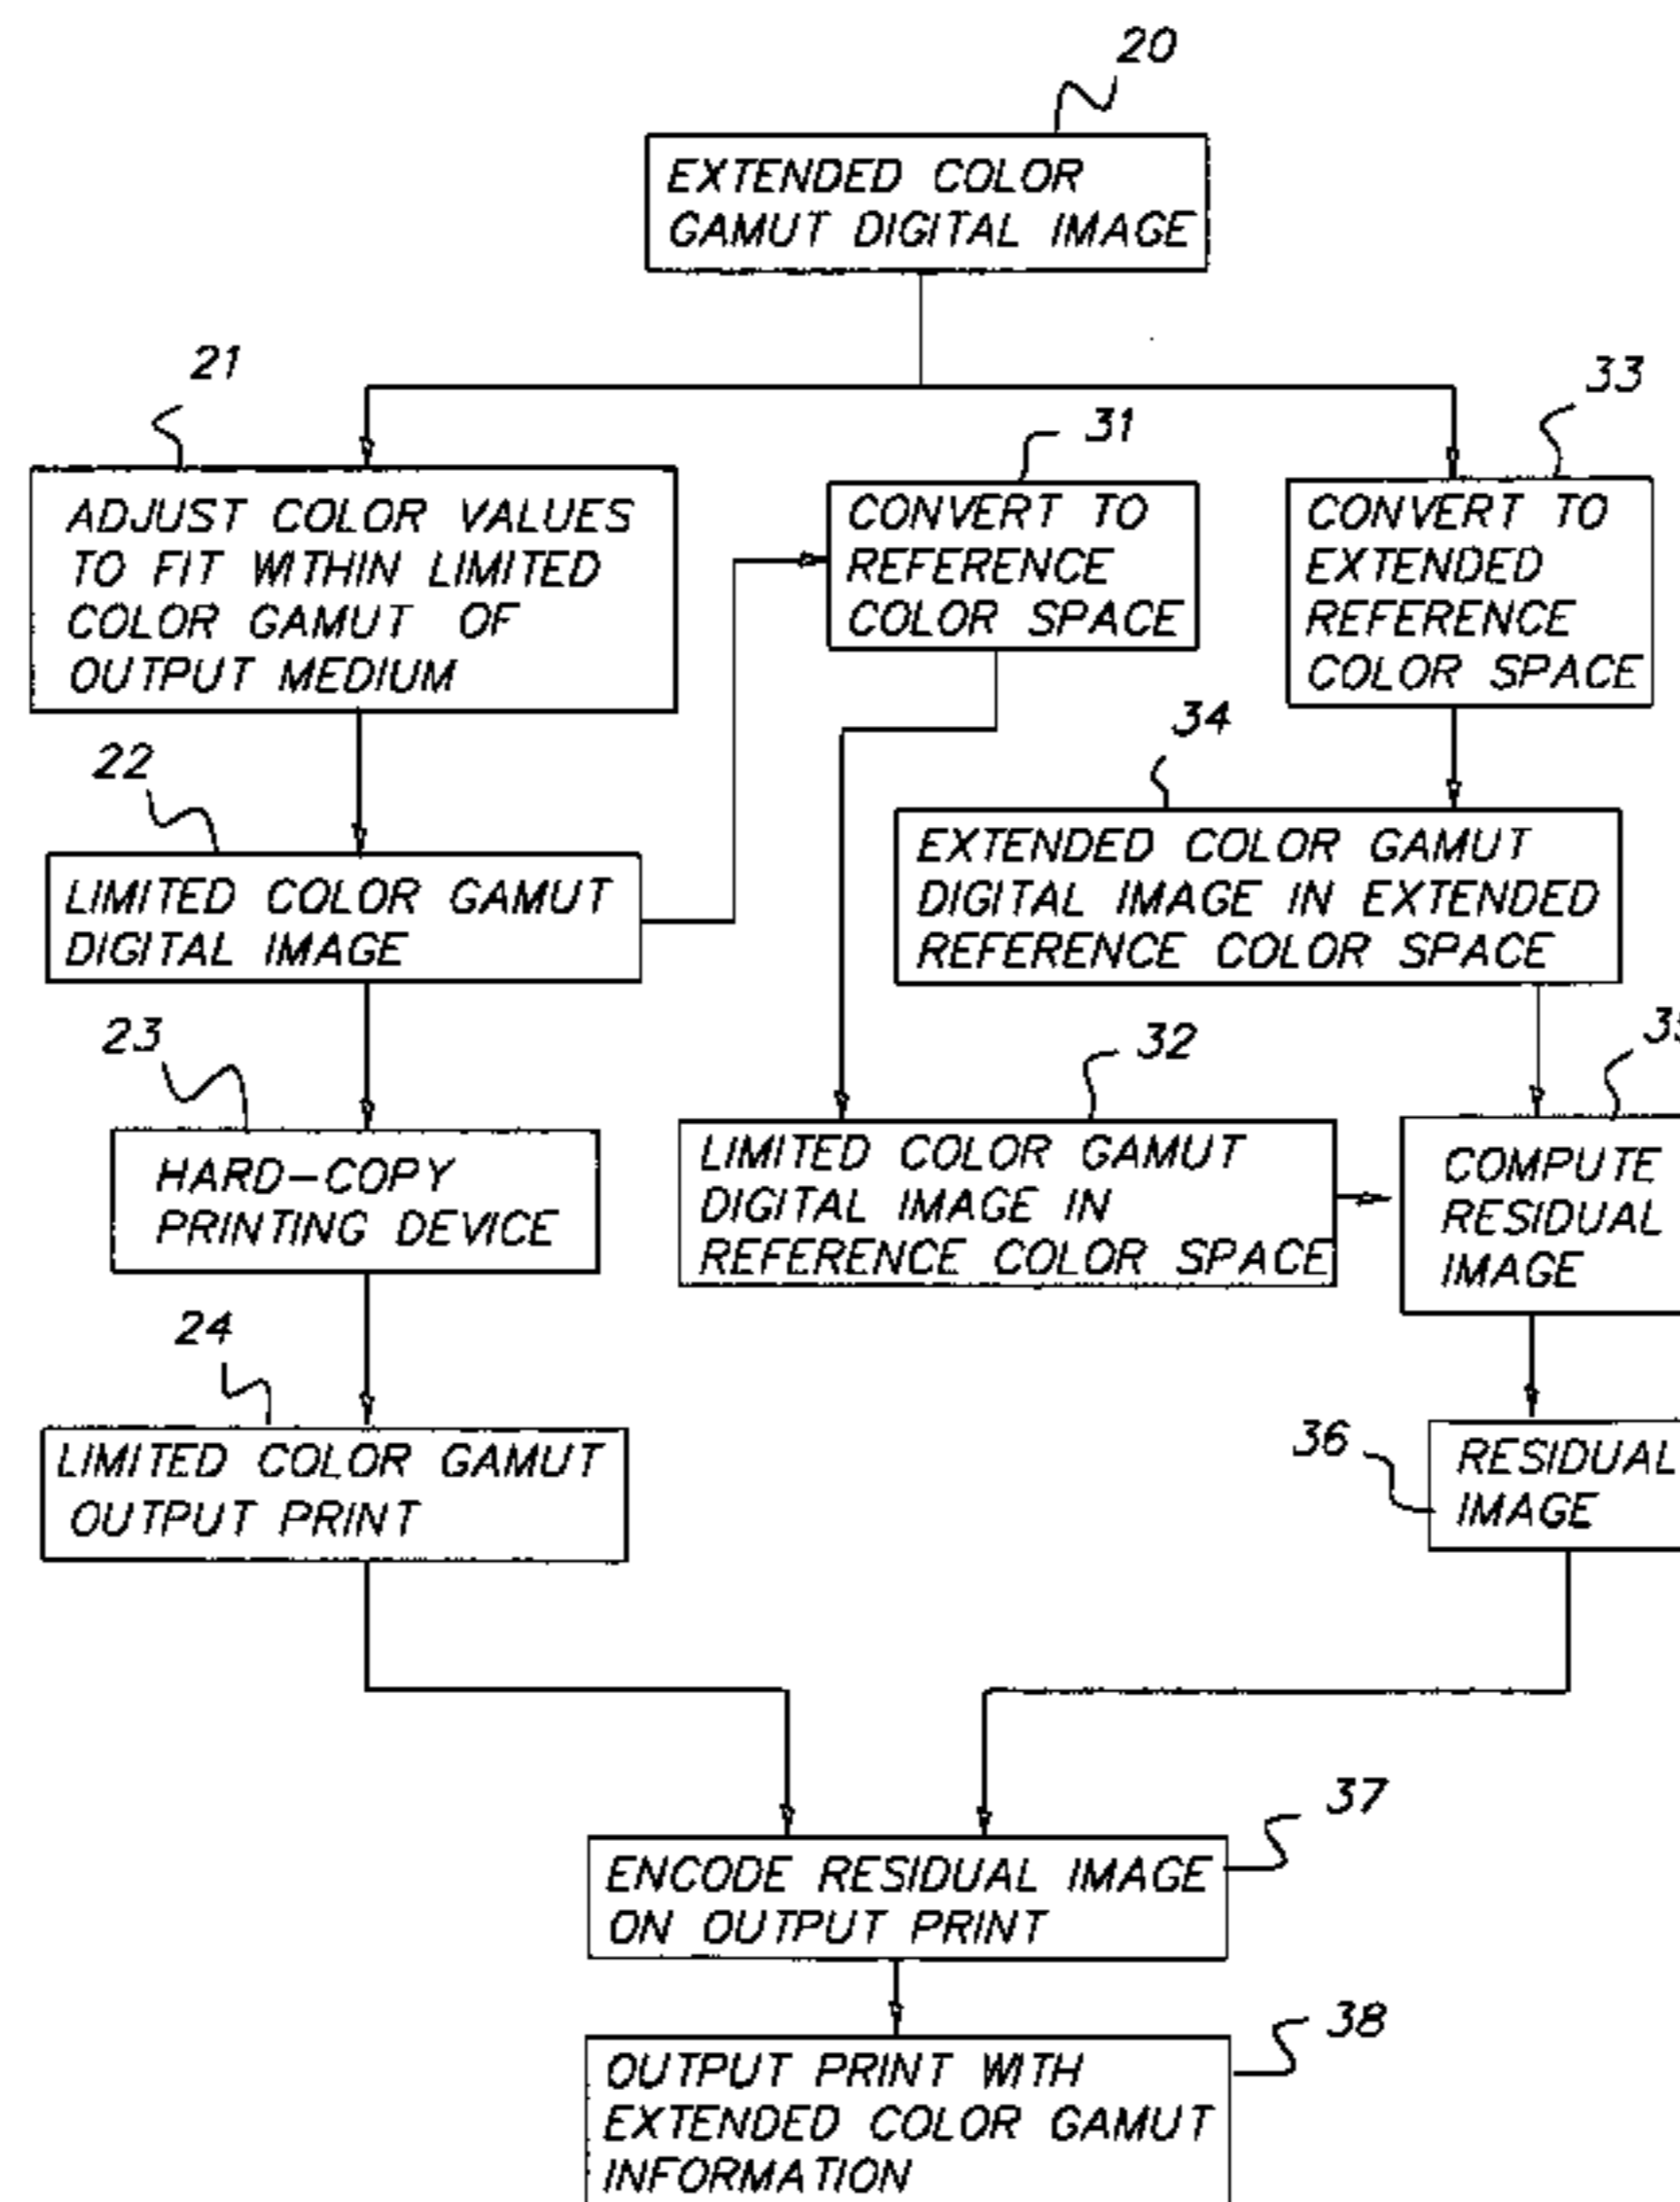 20
EXTENDED COLOR
GAMUT DIGITAL IMAGE
21
ADJUST COLOR VALUES
TO FIT WITHIN LIMITED
COLOR GAMUT OF
OUTPUT MEDIUM
31
CONVERT TO
REFERENCE
COLOR SPACE
33
CONVERT TO
EXTENDED
REFERENCE
COLOR SPACE
22
LIMITED COLOR GAMUT
DIGITAL IMAGE
34
EXTENDED COLOR GAMUT
DIGITAL IMAGE IN EXTENDED
REFERENCE COLOR SPACE
23
HARD-COPY
PRINTING DEVICE
32
LIMITED COLOR GAMUT
DIGITAL IMAGE IN
REFERENCE COLOR SPACE
COMPUTE
RESIDUAL
IMAGE
24
LIMITED COLOR GAMUT
OUTPUT PRINT
36
RESIDUAL
IMAGE
37
ENCODE RESIDUAL IMAGE
ON OUTPUT PRINT
38
OUTPUT PRINT WITH
EXTENDED COLOR GAMUT
INFORMATION